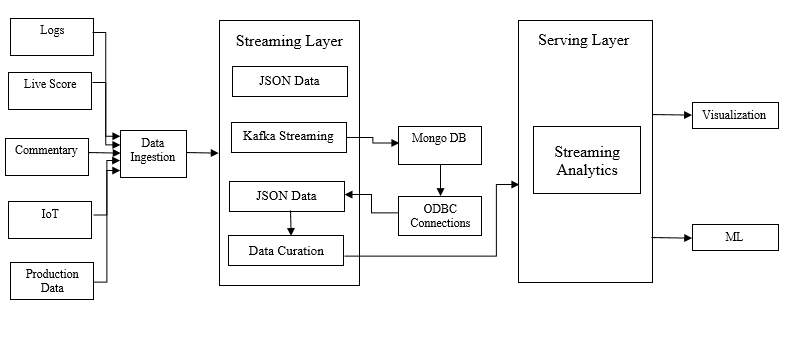 Logs
Live Score
Commentary
IoT
Production
Data
Data
Ingestion
Streaming Layer
JSON Data
Kafka Streaming
JSON Data
Data Curation
Mongo DB
ODBC
Connections
Serving Layer
Streaming
Analytics
Visualization
ML